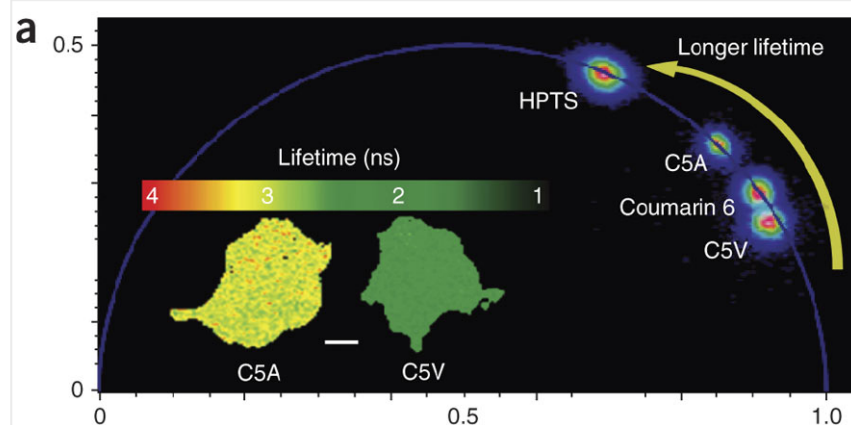 a
0.5
Longer lifetime
HPTS
C5A
Lifetime (ns)
4 3 2 1
Coumarin 6
C5V
C5A C5V
0
0 0.5 1.0